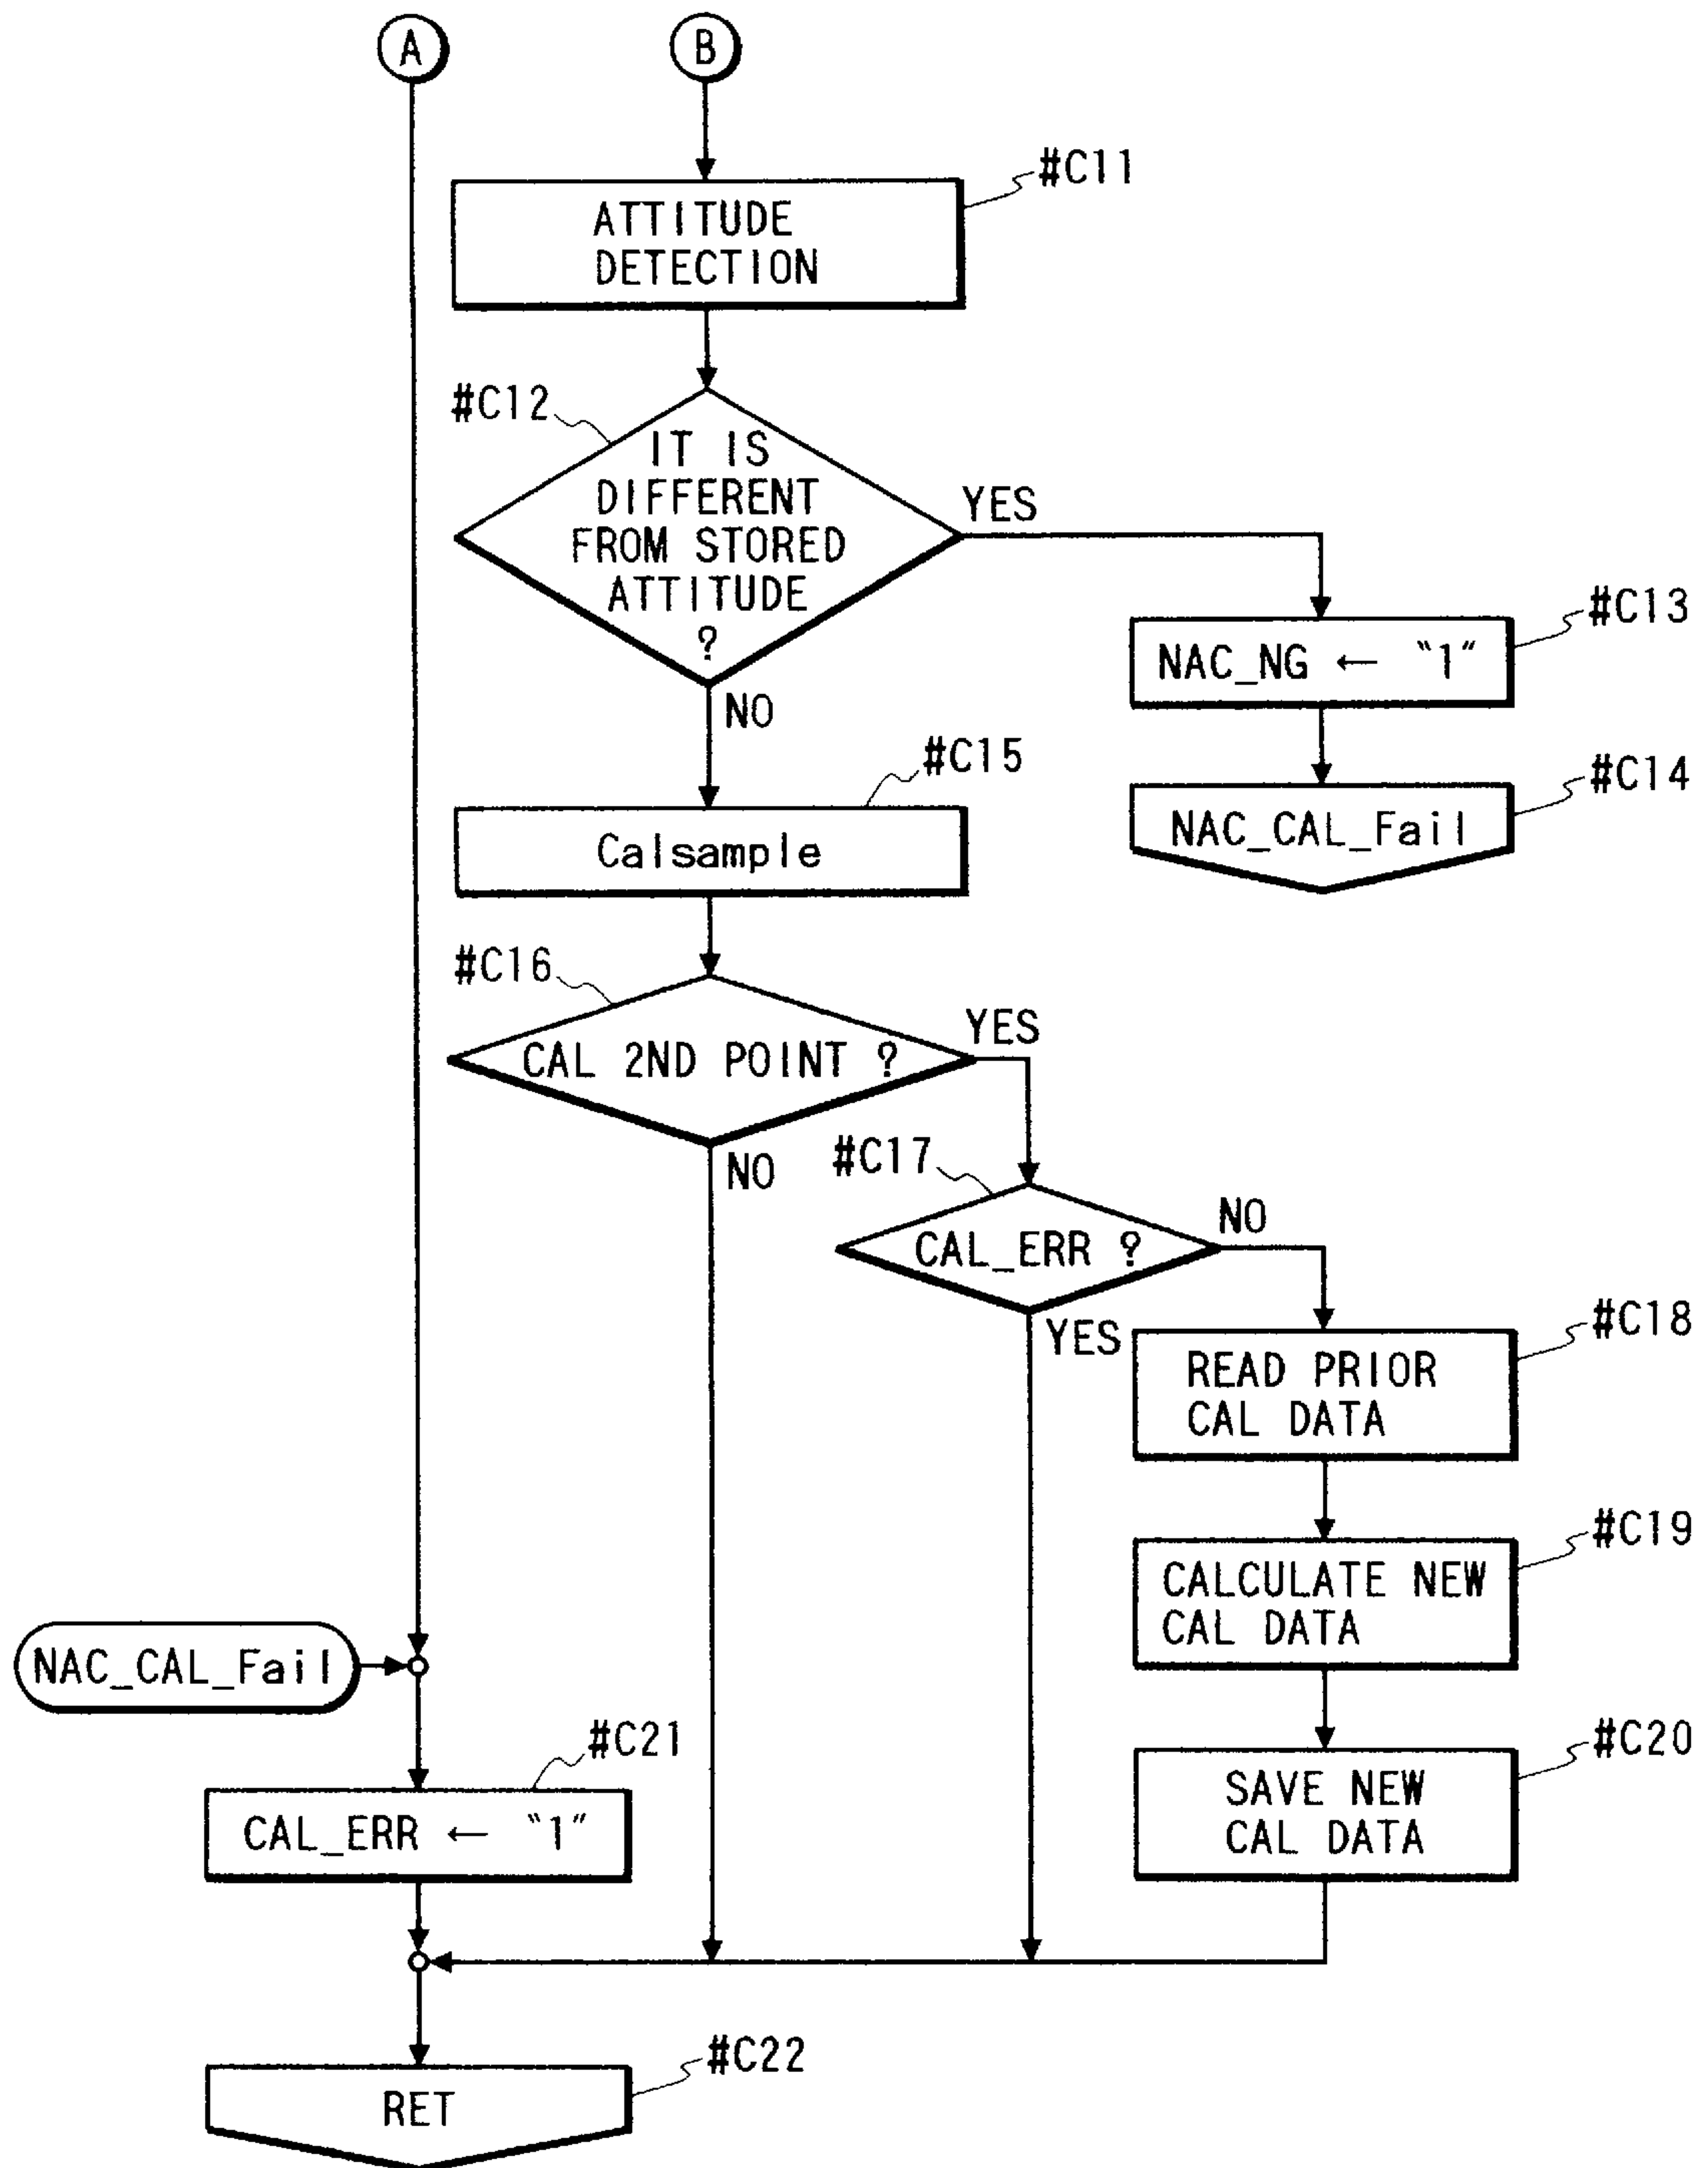 A
B
#C11
ATTITUDE
DETECTION
#C12
IT IS
DIFFERENT
FROM STORED
ATTITUDE
?
YES
NO
#C13
NAC_NG ← “1”
#C14
NAC_CAL_Fail
#C15
Calsample
#C16
CAL 2ND POINT ?
YES
NO
#C17
CAL_ERR ?
NO
YES
#C18
READ PRIOR
CAL DATA
#C19
CALCULATE NEW
CAL DATA
NAC_CAL_Fail
#C20
SAVE NEW
CAL DATA
#C21
CAL_ERR ← “1”
#C22
RET